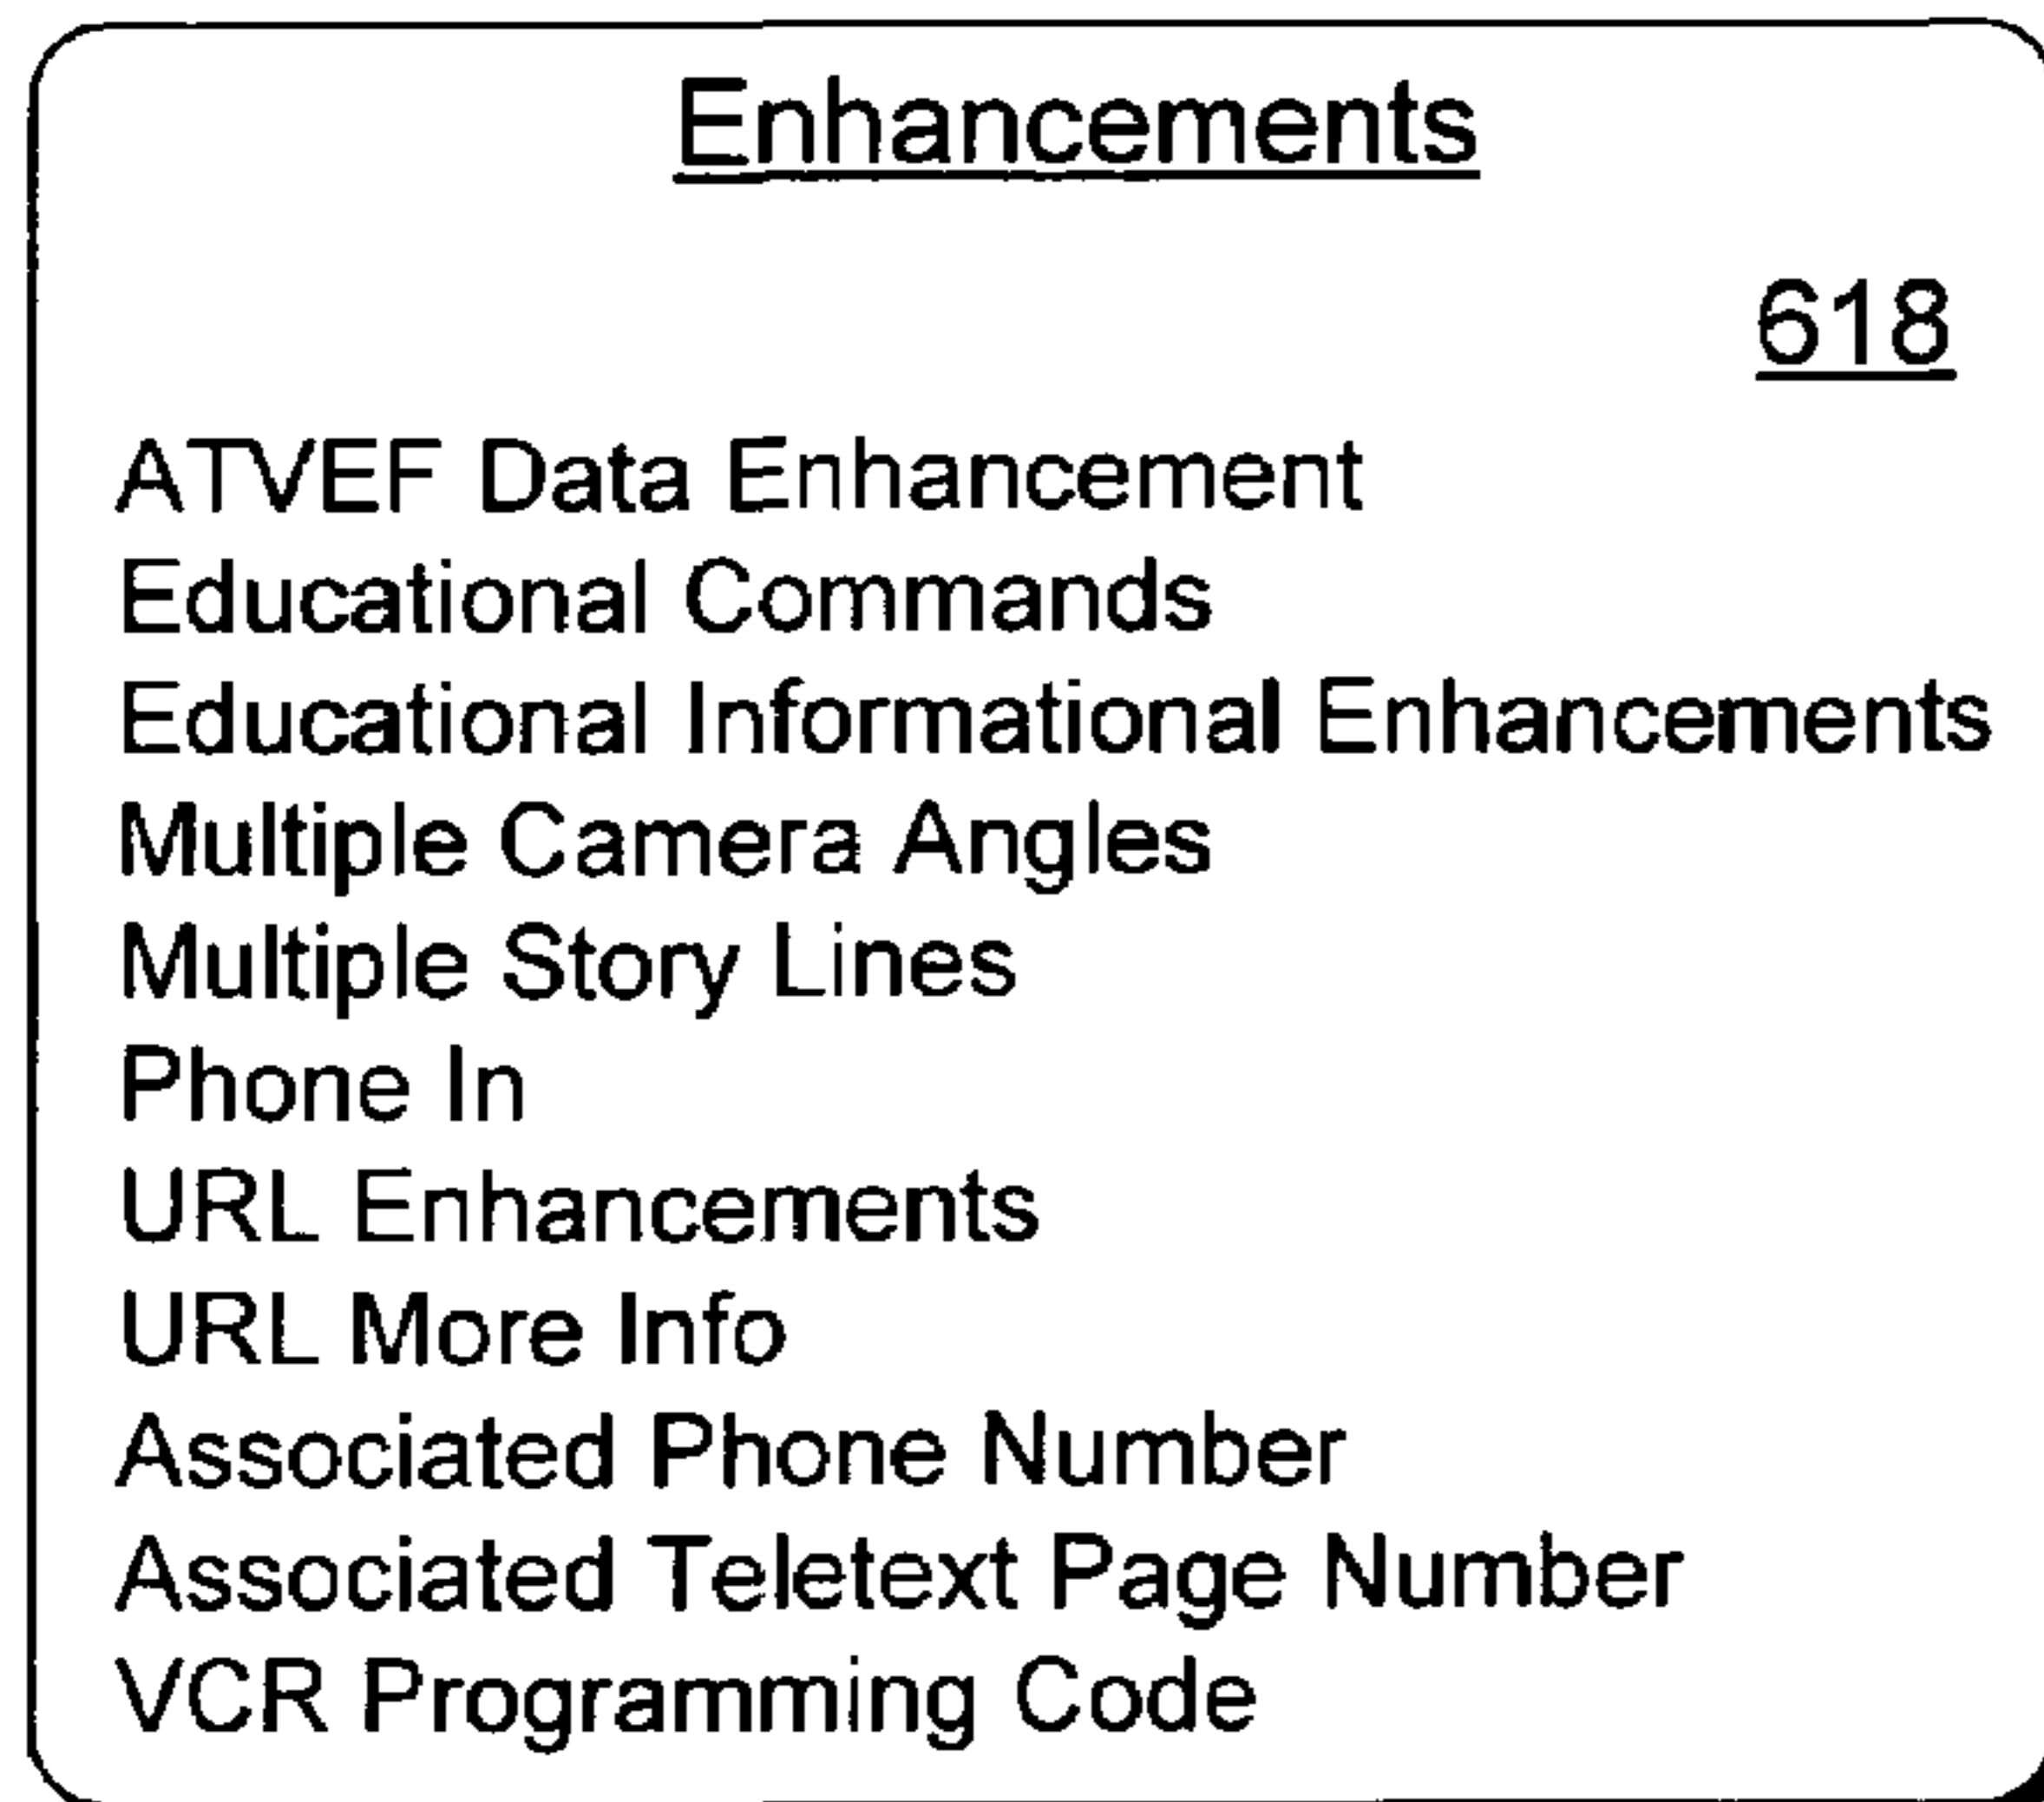 Enhancements
618
ATVEF Data Enhancement
Educational Commands
Educational Informational Enhancements
Multiple Camera Angles
Multiple Story Lines
Phone In
URL Enhancements
URL More Info
Associated Phone Number
Associated Teletext Page Number
VCR Programming Code